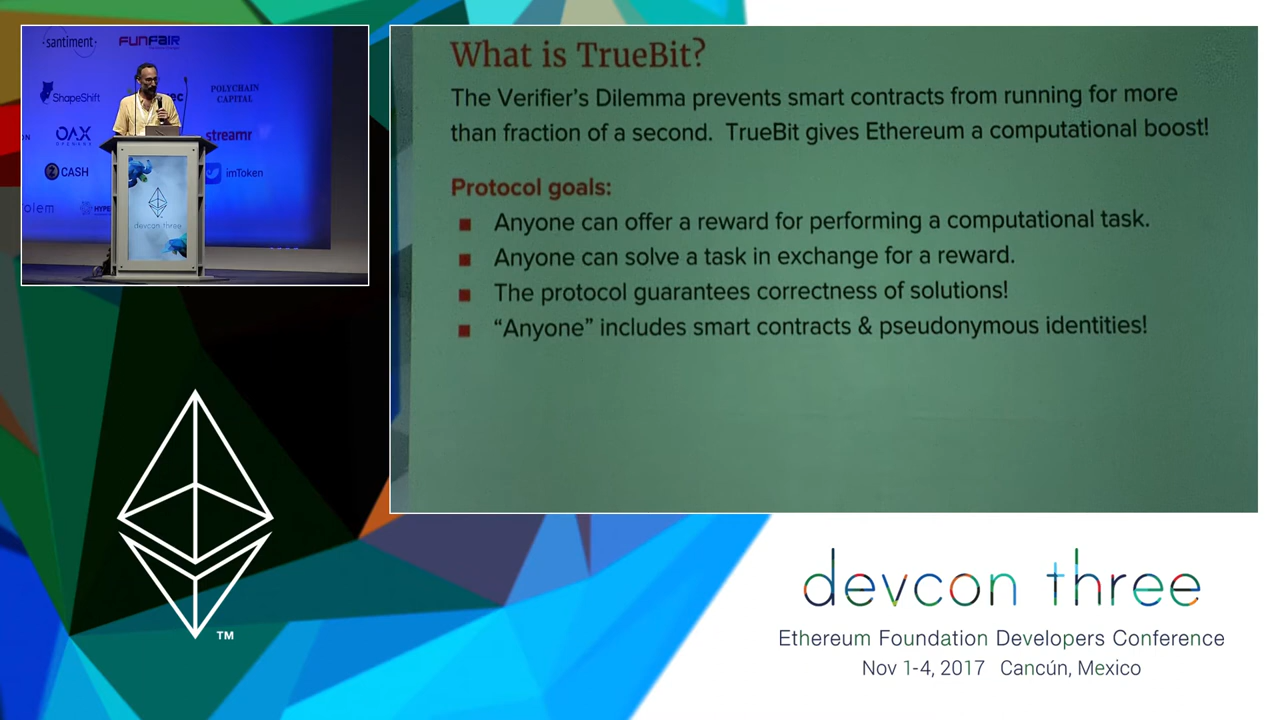 santiment
FUNFAIR
ShapeShift
POLYCHAIN
CAPITAL
OAX
streamr
CASH
imToken
devcon three
What is TrueBit?
The Verifier's Dilemma prevents smart contracts from running for more
than fraction of a second. TrueBit gives Ethereum a computational boost!
Protocol goals:
Anyone can offer a reward for performing a computational task.
Anyone can solve a task in exchange for a reward.
The protocol guarantees correctness of solutions!
“Anyone” includes smart contracts & pseudonymous identities!
TM
devcon three
Ethereum Foundation Developers Conference
Nov 1-4, 2017 Cancún, Mexico